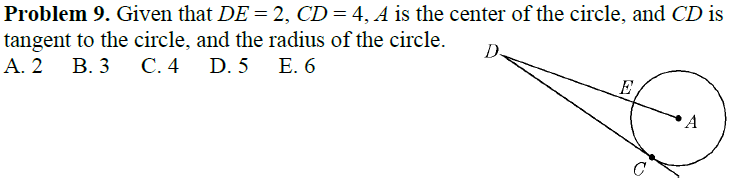 Problem 9. Given that DE = 2, CD = 4, A is the center of the circle, and CD is
tangent to the circle, and the radius of the circle.
A. 2 B. 3 C. 4 D. 5 E. 6
D
E
A
C